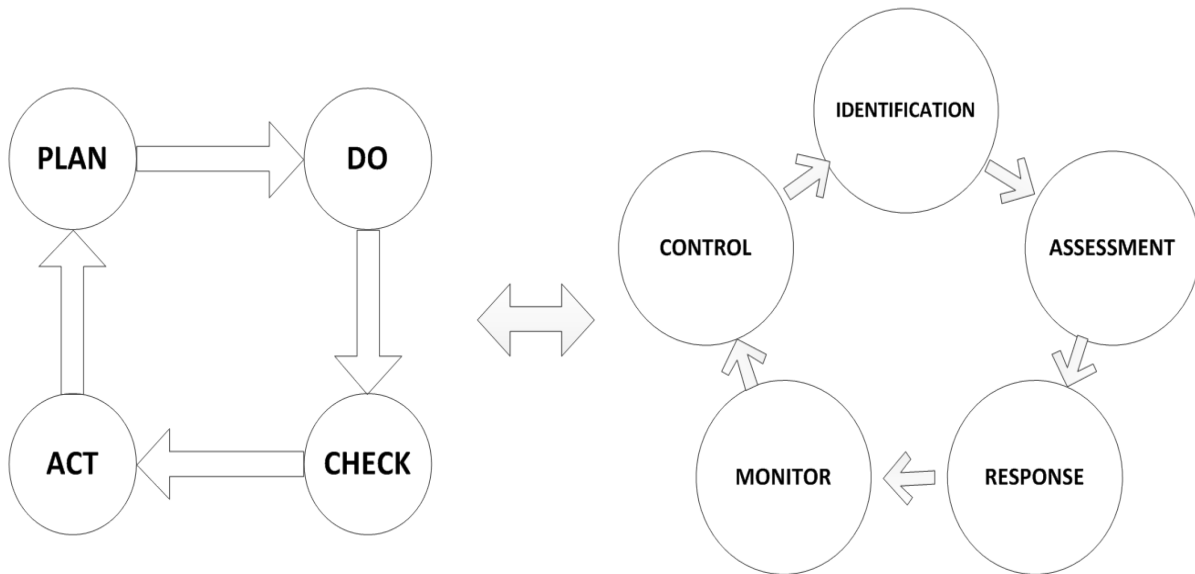 PLAN
DO
ACT
CHECK
IDENTIFICATION
CONTROL
ASSESSMENT
MONITOR
RESPONSE